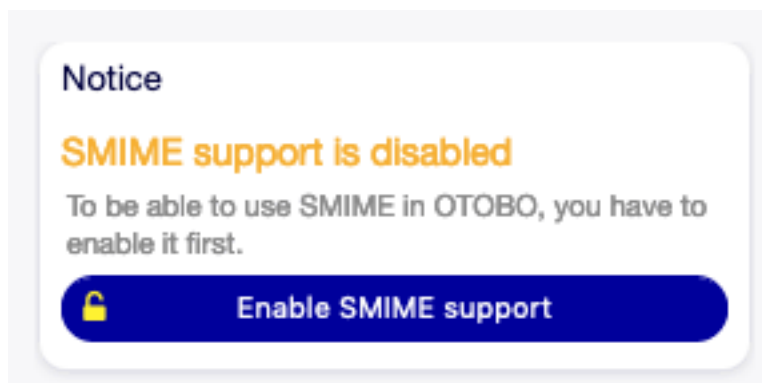 Notice
SMIME support is disabled
To be able to use SMIME in OTOBO, you have to
enable it first.
Enable SMIME support